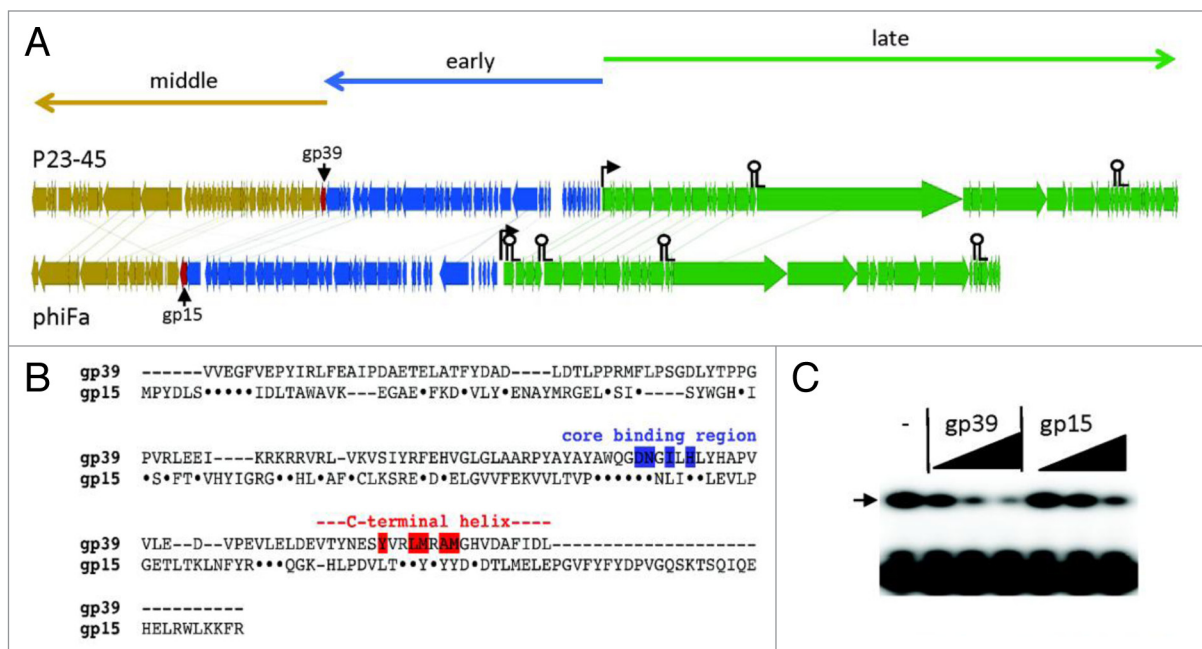 A
late
early
middle
P23-45
gp39
gp15
phiFa
B
gp39 ------VVEGFVEPYIRLFEAIPDAETELATFYDAD----LDTLPPRMFLPSGDLYTPPG
gp15 MPYDLS•••••IDLTAWAVK---EGAE•FKD•VLY•ENAYMRGEL•SI•----SYWGH•I
core binding region
gp39 PVRLEEI----KRKRRVRL-VKVSIYRFEHVGLGLAARPYAYAYAWQGDNGILHLYHAPV
gp15 •S•FT•VHYIGRG••HL•AF•CLKSRE•D•ELGVVFEKVVLTVP••••••NLI••LEVLP
---C-terminal helix----
gp39 VLE--D--VPEVLELDEVTYNESYVRLMRAMGHVDAFIDL--------------------
gp15 GETLTKLNFYR•••QGK-HLPDVLT••Y•YYD•DTLMELEPGVFYFYDPVGQSKTSQIQE
gp39 ----------
gp15 HELRWLKKFR
C
- gp39 gp15